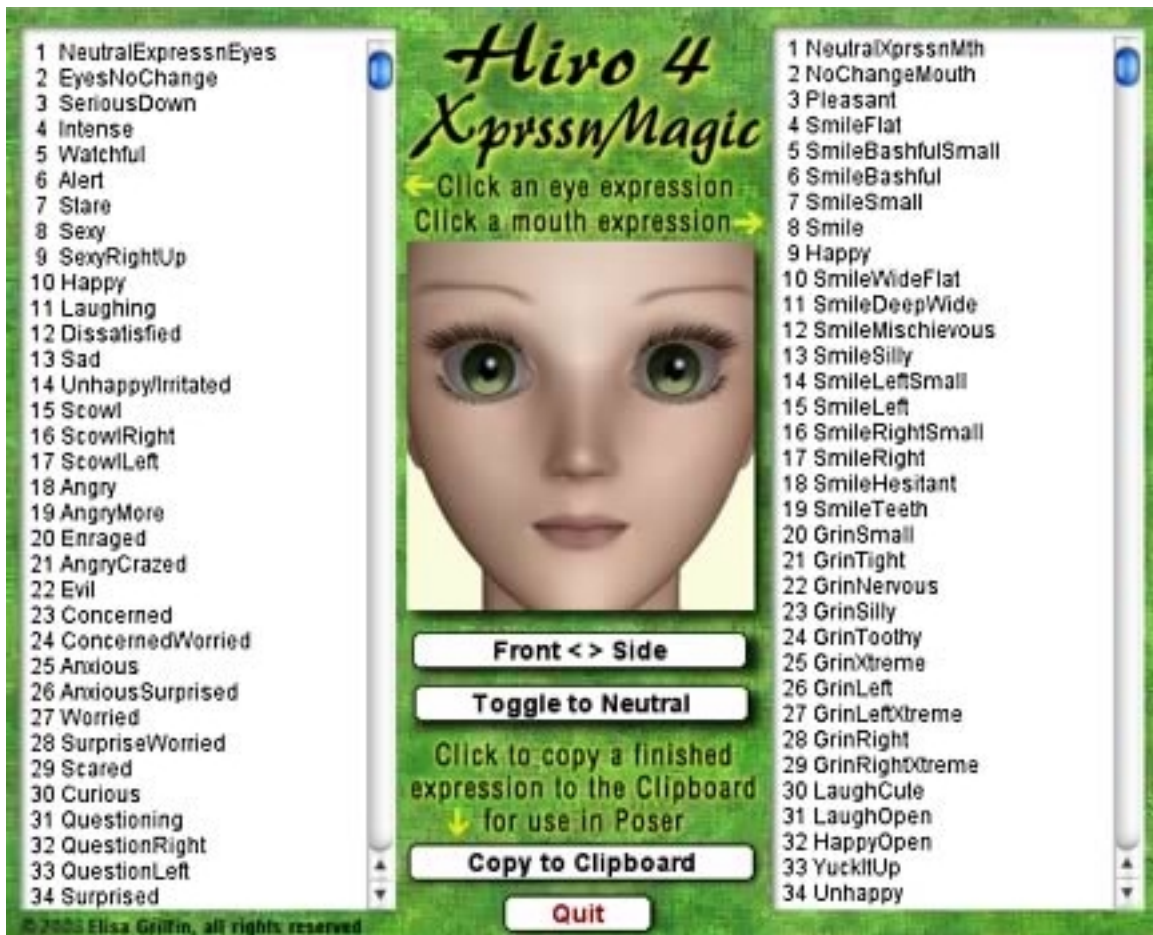 1 NeutralExpressnEyes
2 EyesNoChange
3 SeriousDown
4 Intense
5 Watchful
6 Alert
7 Stare
8 Sexy
9 SexyRightUp
10 Happy
11 Laughing
12 Dissatisfied
13 Sad
14 Unhappy/Irritated
15 Scowl
16 ScowlRight
17 ScowlLeft
18 Angry
19 AngryMore
20 Enraged
21 AngryCrazed
22 Evil
23 Concerned
24 ConcernedWorried
25 Anxious
26 AnxiousSurprised
27 Worried
28 SurpriseWorried
29 Scared
30 Curious
31 Questioning
32 QuestionRight
33 QuestionLeft
34 Surprised
Elisa Griffin, all rights reserved
Hiro 4
XprssnMagic
Click an eye expression
Click a mouth expression
Front < > Side
Toggle to Neutral
Click to copy a finished
expression to the Clipboard
for use in Poser
Copy to Clipboard
Quit
1 NeutralXprssnMth
2 NoChangeMouth
3 Pleasant
4 SmileFlat
5 SmileBashfulSmall
6 SmileBashful
7 SmileSmall
8 Smile
9 Happy
10 SmileWideFlat
11 SmileDeepWide
12 SmileMischievous
13 SmileSilly
14 SmileLeftSmall
15 SmileLeft
16 SmileRightSmall
17 SmileRight
18 SmileHesitant
19 SmileTeeth
20 GrinSmall
21 GrinTight
22 GrinNervous
23 GrinSilly
24 GrinToothy
25 GrinXtreme
26 GrinLeft
27 GrinLeftXtreme
28 GrinRight
29 GrinRightXtreme
30 LaughCute
31 LaughOpen
32 HappyOpen
33 YuckItUp
34 Unhappy